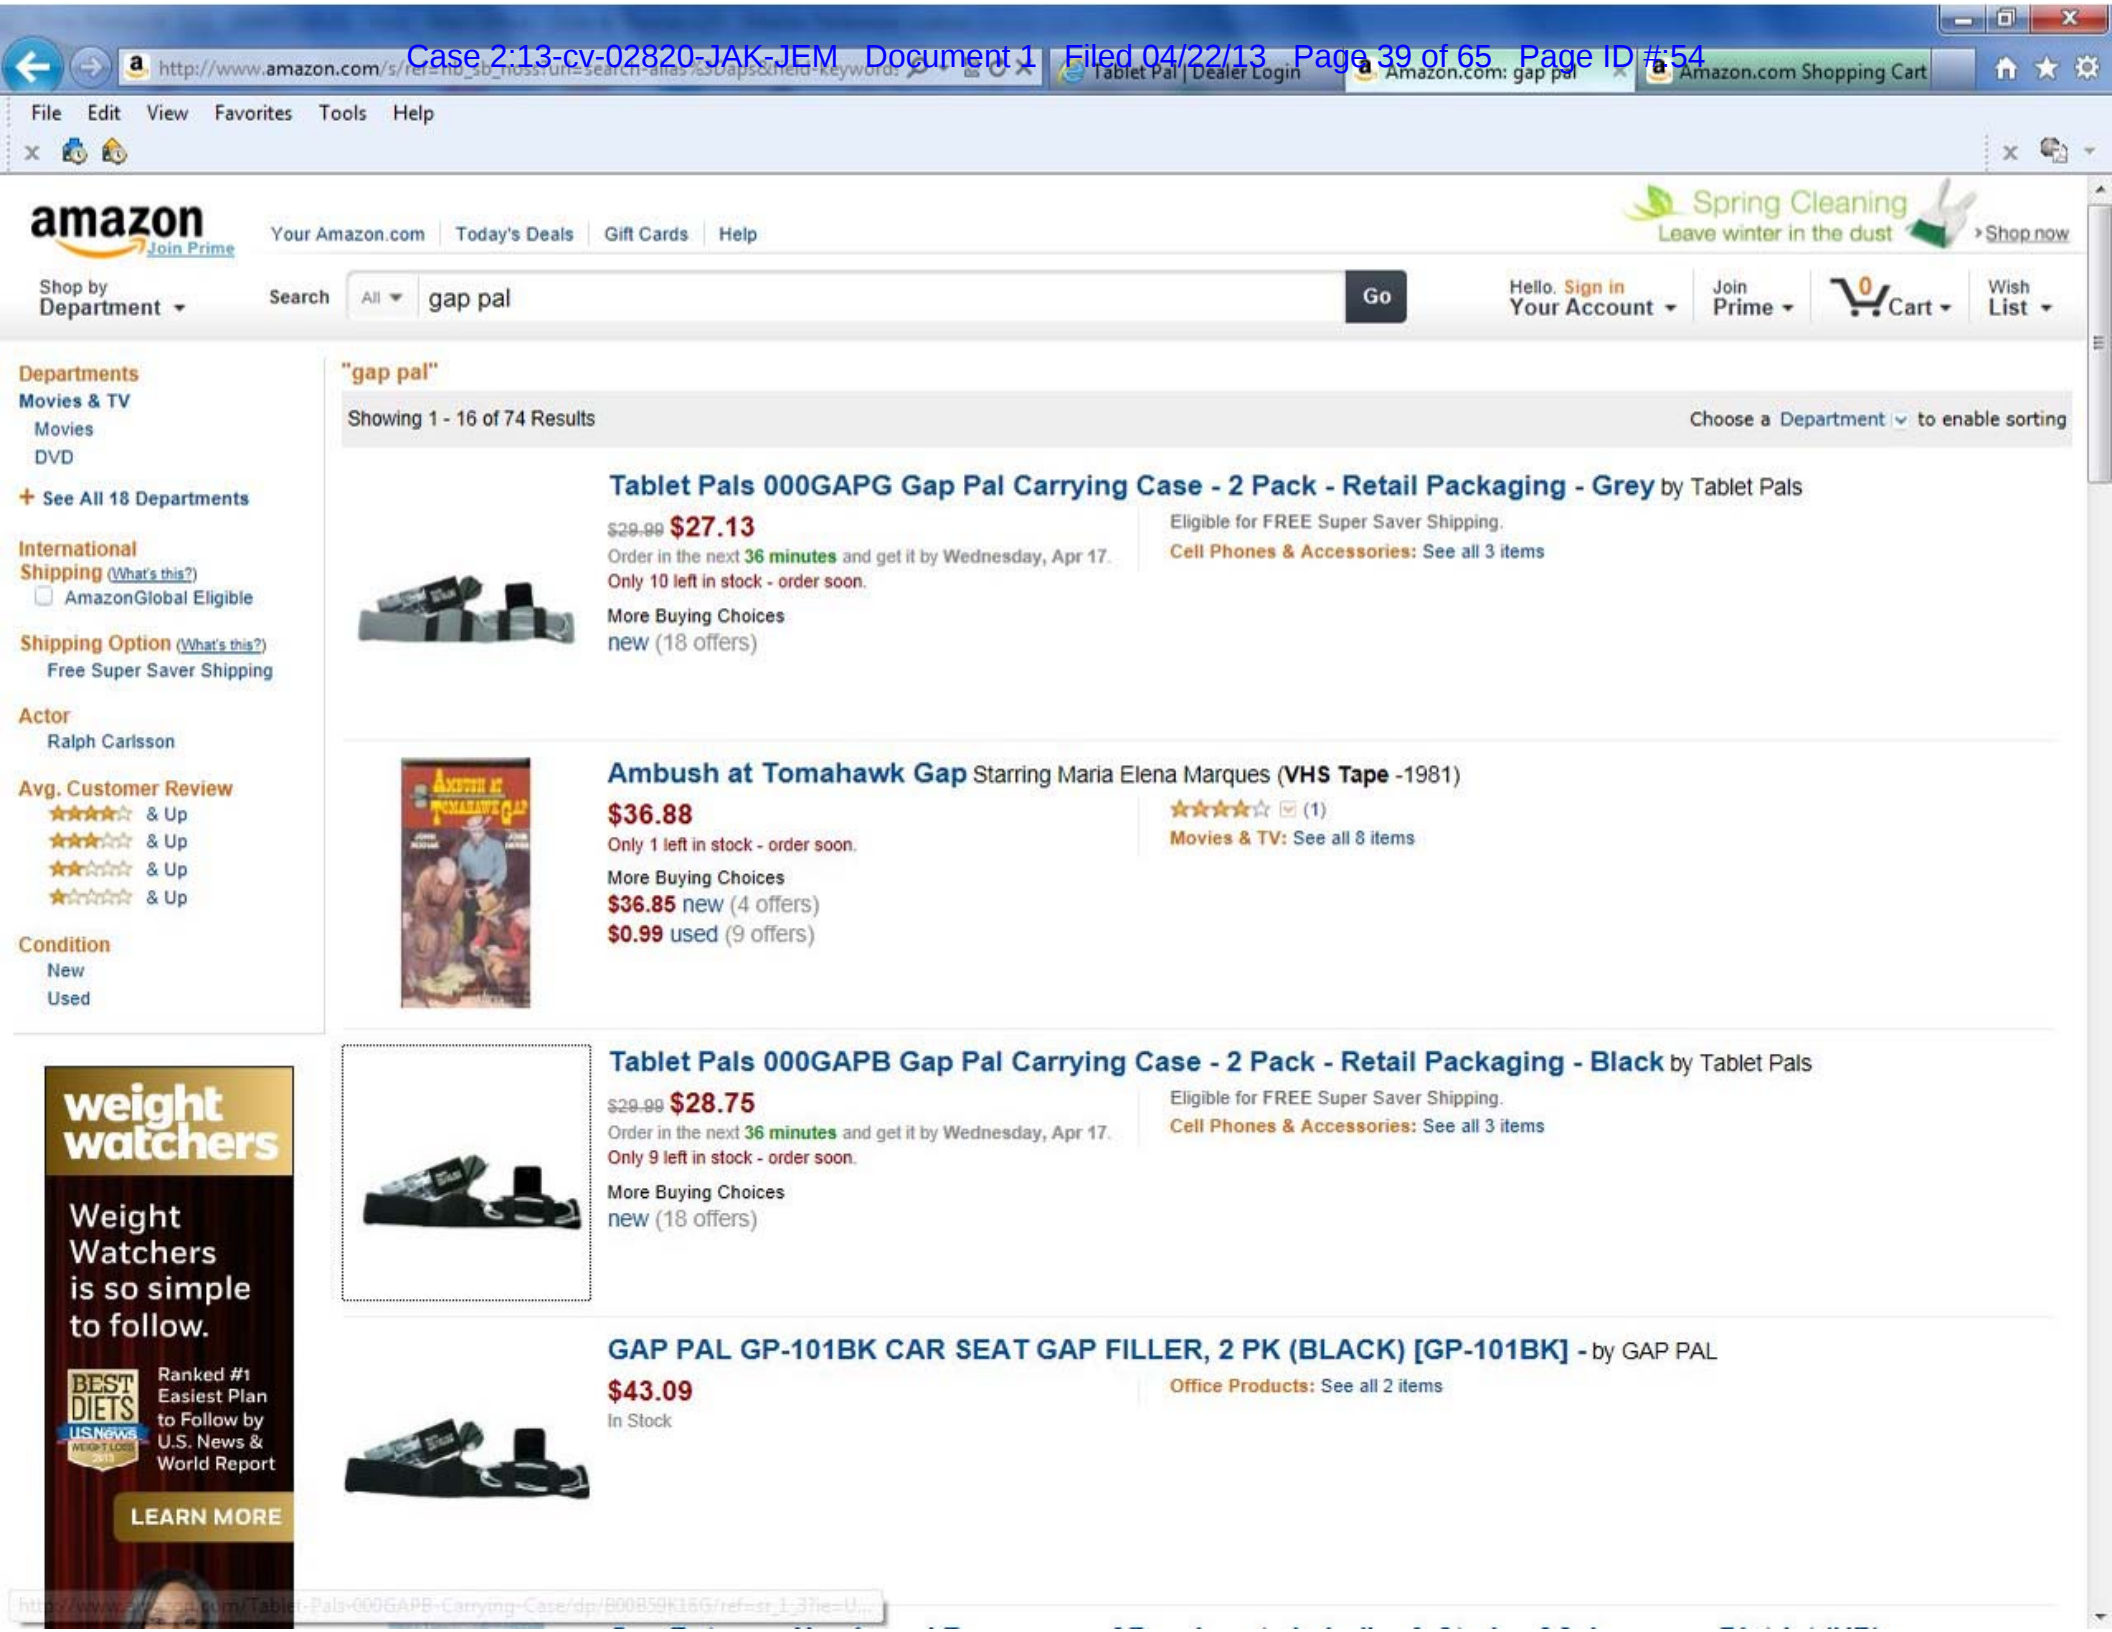 Case 2:13-cv-02820-JAK-JEM Document 1 Filed 04/22/13 Page 39 of 65 Page ID #:54
http://www.amazon.com/s/
Tablet Pal | Dealer Login
Amazon.com: gap pal
Amazon.com Shopping Cart
File Edit View Favorites Tools Help
amazon
Join Prime
Your Amazon.com Today's Deals Gift Cards Help
Spring Cleaning
Leave winter in the dust
Shop now
Shop by
Department
Search All gap pal Go
Hello. Sign in
Your Account
Join
Prime
0
Cart
Wish
List
Departments
Movies & TV
Movies
DVD
+ See All 18 Departments
International
Shipping (What's this?)
AmazonGlobal Eligible
Shipping Option (What's this?)
Free Super Saver Shipping
Actor
Ralph Carlsson
Avg. Customer Review
& Up
& Up
& Up
& Up
Condition
New
Used
weight
watchers
Weight
Watchers
is so simple
to follow.
BEST
DIETS
USNews
WEIGHT LOSS
2013
Ranked #1
Easiest Plan
to Follow by
U.S. News &
World Report
LEARN MORE
"gap pal"
Showing 1 - 16 of 74 Results
Choose a Department to enable sorting
Tablet Pals 000GAPG Gap Pal Carrying Case - 2 Pack - Retail Packaging - Grey by Tablet Pals
$29.99 $27.13
Order in the next 36 minutes and get it by Wednesday, Apr 17.
Only 10 left in stock - order soon.
More Buying Choices
new (18 offers)
Eligible for FREE Super Saver Shipping.
Cell Phones & Accessories: See all 3 items
AMBUSH AT
TOMAHAWK GAP
Ambush at Tomahawk Gap Starring Maria Elena Marques (VHS Tape -1981)
$36.88
Only 1 left in stock - order soon.
More Buying Choices
$36.85 new (4 offers)
$0.99 used (9 offers)
(1)
Movies & TV: See all 8 items
Tablet Pals 000GAPB Gap Pal Carrying Case - 2 Pack - Retail Packaging - Black by Tablet Pals
$29.99 $28.75
Order in the next 36 minutes and get it by Wednesday, Apr 17.
Only 9 left in stock - order soon.
More Buying Choices
new (18 offers)
Eligible for FREE Super Saver Shipping.
Cell Phones & Accessories: See all 3 items
GAP PAL GP-101BK CAR SEAT GAP FILLER, 2 PK (BLACK) [GP-101BK] - by GAP PAL
$43.09
In Stock
Office Products: See all 2 items